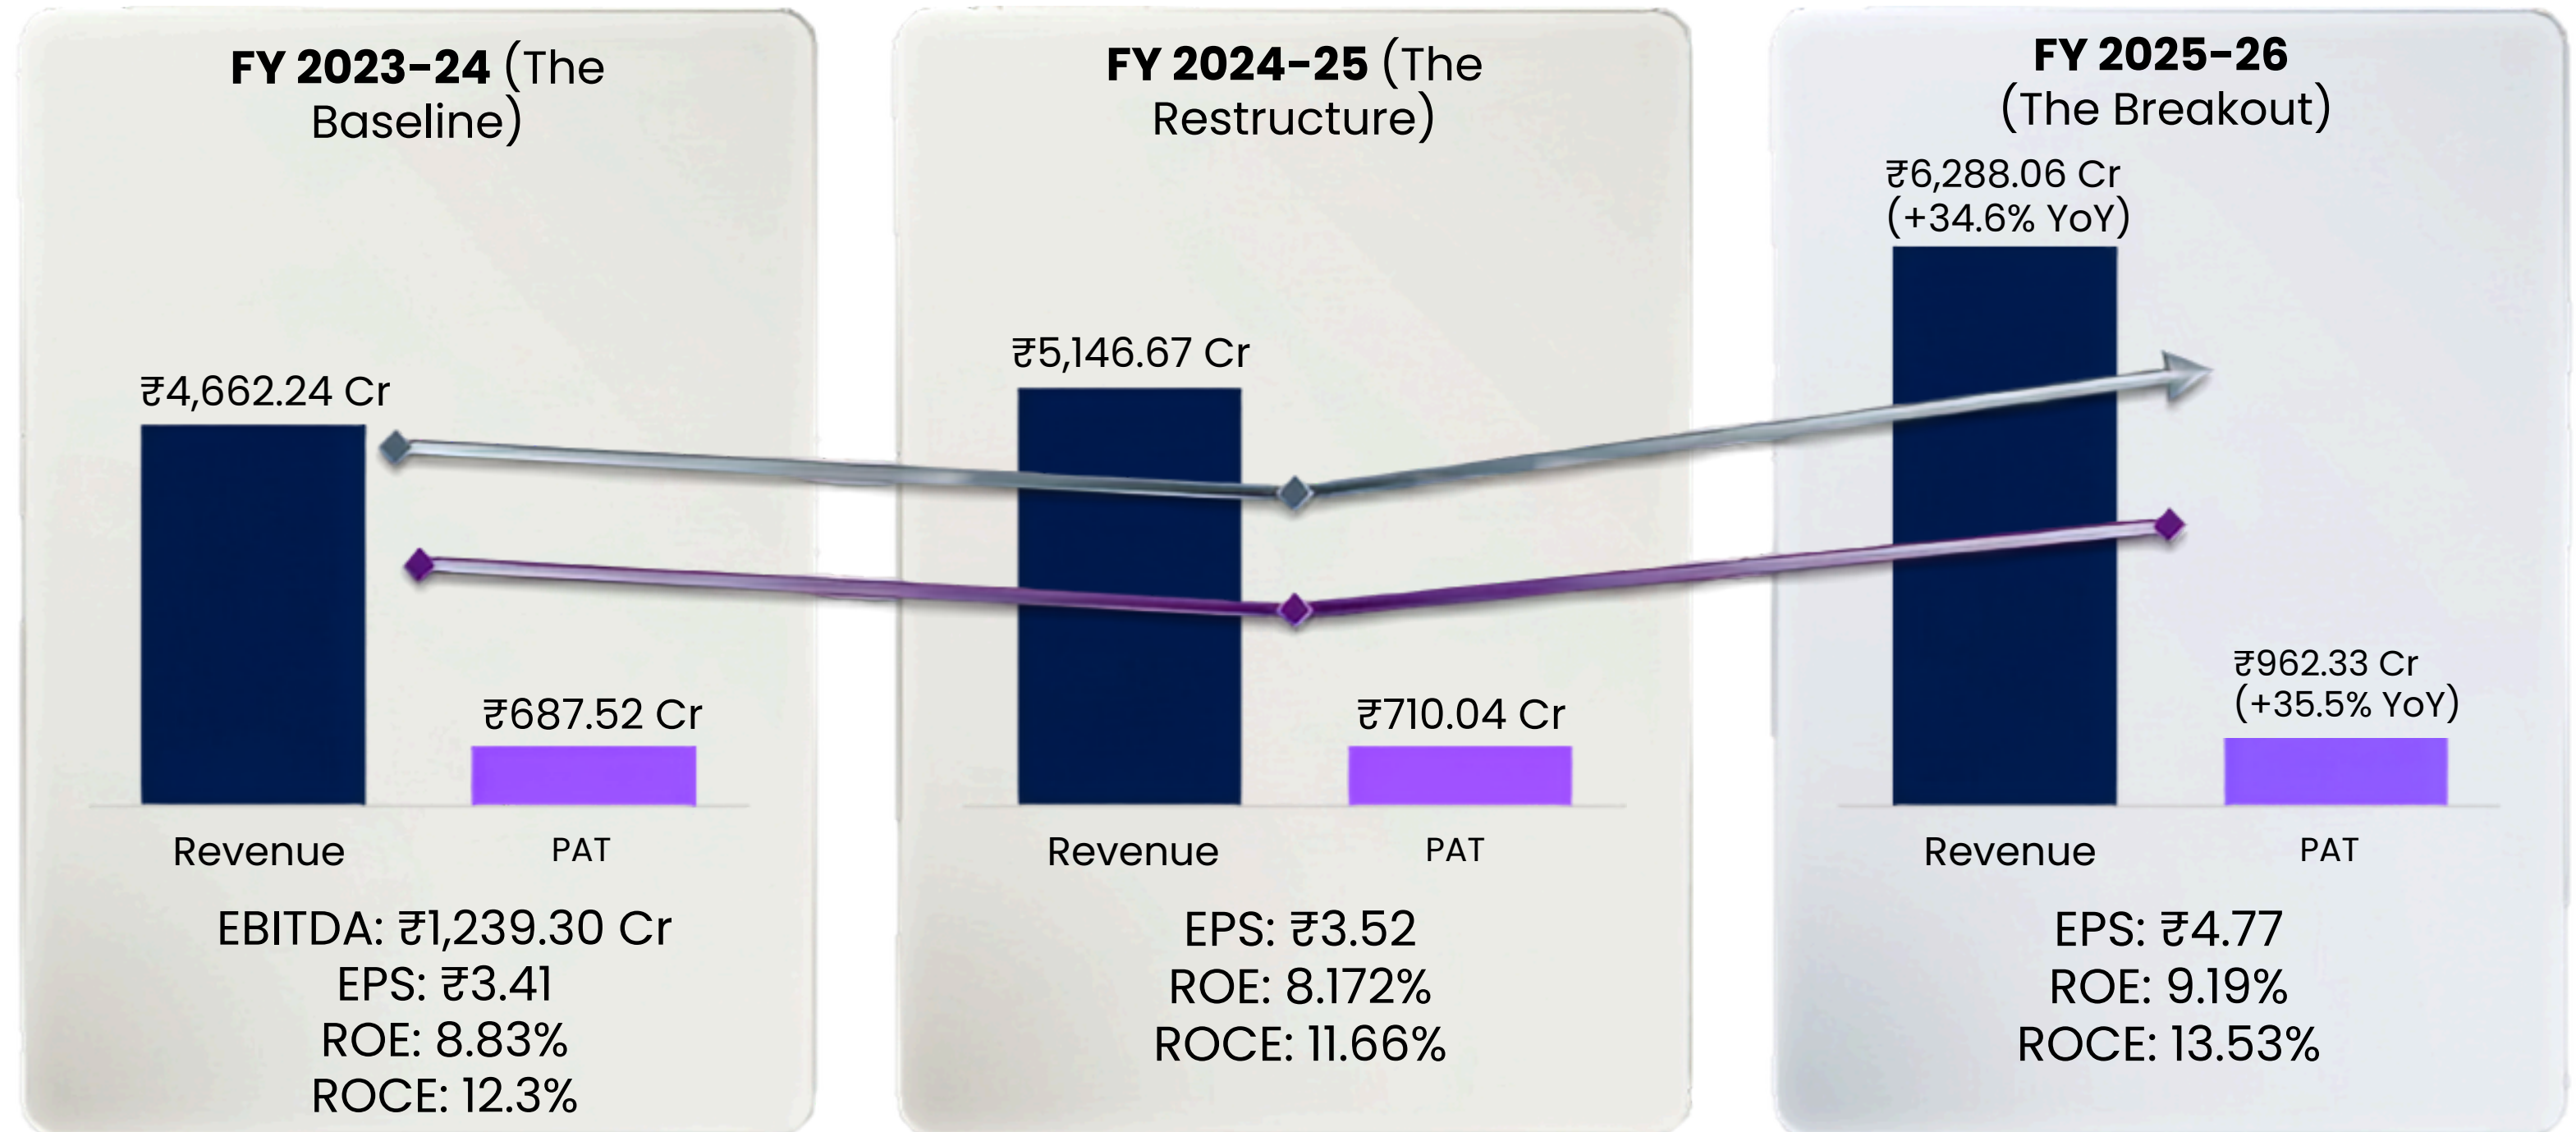 FY 2023-24 (The
Baseline)
₹4,662.24 Cr
₹687.52 Cr
Revenue
PAT
EBITDA: ₹1,239.30 Cr
EPS: ₹3.41
ROE: 8.83%
ROCE: 12.3%
FY 2024-25 (The
Restructure)
₹5,146.67 Cr
₹710.04 Cr
Revenue
PAT
EPS: ₹3.52
ROE: 8.172%
ROCE: 11.66%
FY 2025-26
(The Breakout)
₹6,288.06 Cr
(+34.6% YoY)
₹962.33 Cr
(+35.5% YoY)
Revenue
PAT
EPS: ₹4.77
ROE: 9.19%
ROCE: 13.53%